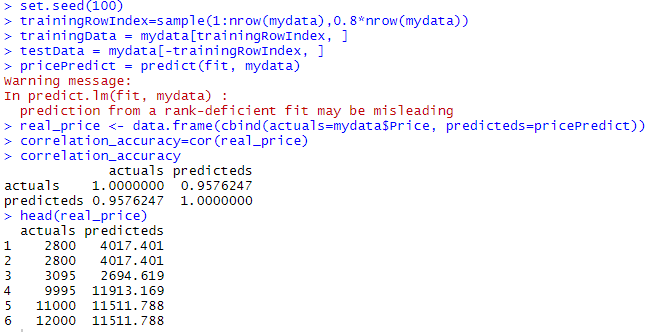 > set.seed(100)
> trainingRowIndex=sample(1:nrow(mydata),0.8*nrow(mydata))
> trainingData = mydata[trainingRowIndex, ]
> testData = mydata[-trainingRowIndex, ]
> pricePredict = predict(fit, mydata)
Warning message:
In predict.lm(fit, mydata) :
  prediction from a rank-deficient fit may be misleading
> real_price <- data.frame(cbind(actuals=mydata$Price, predicteds=pricePredict))
> correlation_accuracy=cor(real_price)
> correlation_accuracy
             actuals predicteds
actuals    1.0000000  0.9576247
predicteds 0.9576247  1.0000000
> head(real_price)
  actuals predicteds
1    2800   4017.401
2    2800   4017.401
3    3095   2694.619
4    9995  11913.169
5   11000  11511.788
6   12000  11511.788